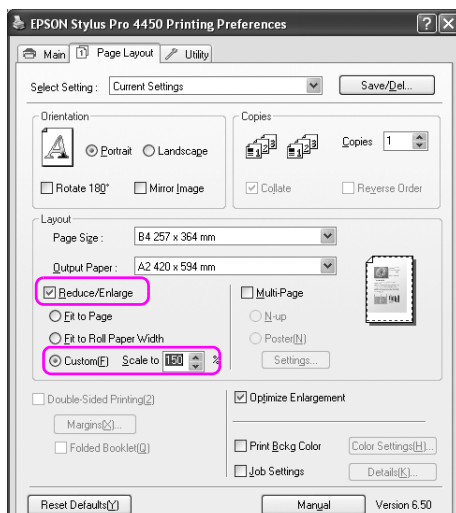 EPSON Stylus Pro 4450 Printing Preferences
Main Page Layout Utility
Select Setting : Current Settings Save/Del...
Orientation
Portrait Landscape
Rotate 180° Mirror Image
Copies
Copies 1
Collate Reverse Order
Layout
Page Size : B4 257 x 364 mm
Output Paper : A2 420 x 594 mm
Reduce/Enlarge
Fit to Page
Fit to Roll Paper Width
Custom(F) Scale to 150 %
Multi-Page
N-up
Poster(N)
Settings...
Double-Sided Printing(2)
Margins(X)...
Folded Booklet(Q)
Optimize Enlargement
Print Bckg Color Color Settings(H)...
Job Settings Details(K)...
Reset Defaults(Y) Manual Version 6.50